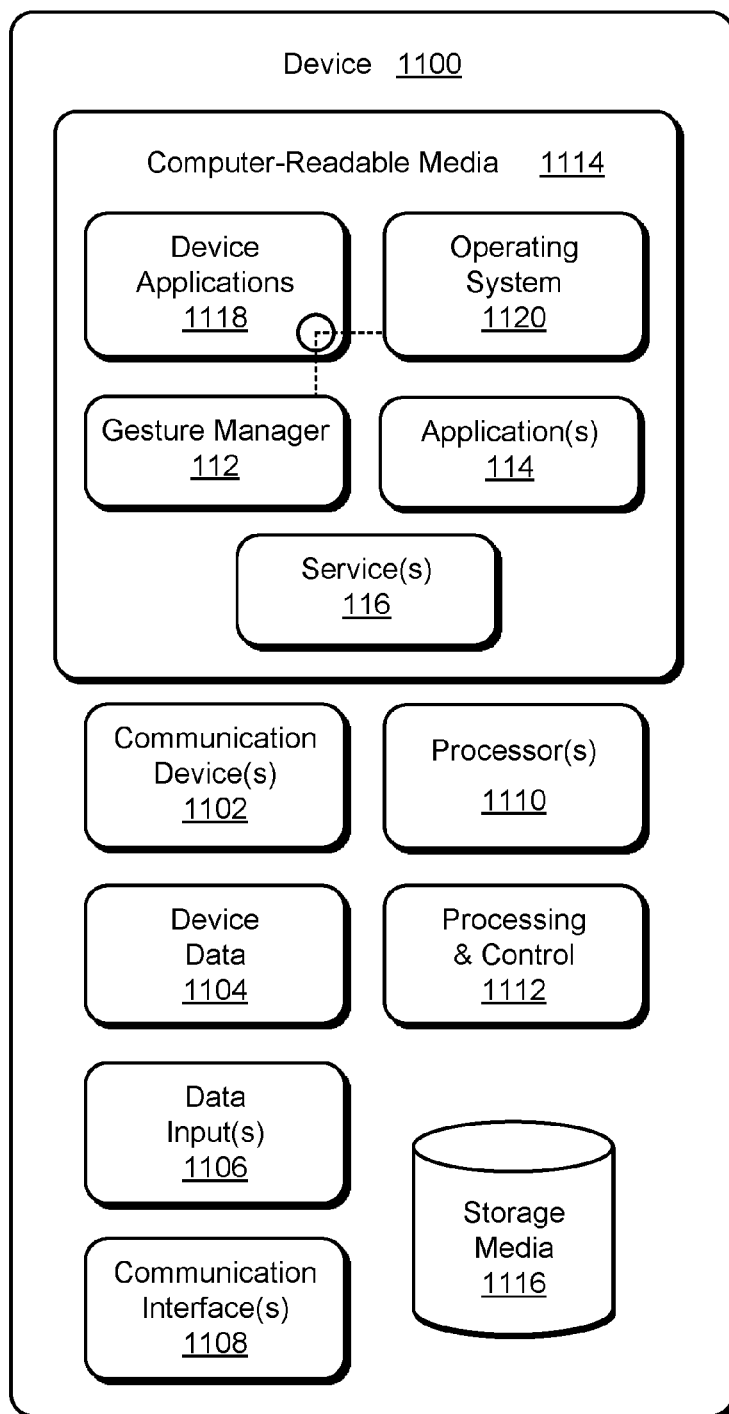 Device 1100
Computer-Readable Media 1114
Device
Applications
1118
Operating
System
1120
Gesture Manager
112
Application(s)
114
Service(s)
116
Communication
Device(s)
1102
Processor(s)
1110
Device
Data
1104
Processing
& Control
1112
Data
Input(s)
1106
Storage
Media
1116
Communication
Interface(s)
1108